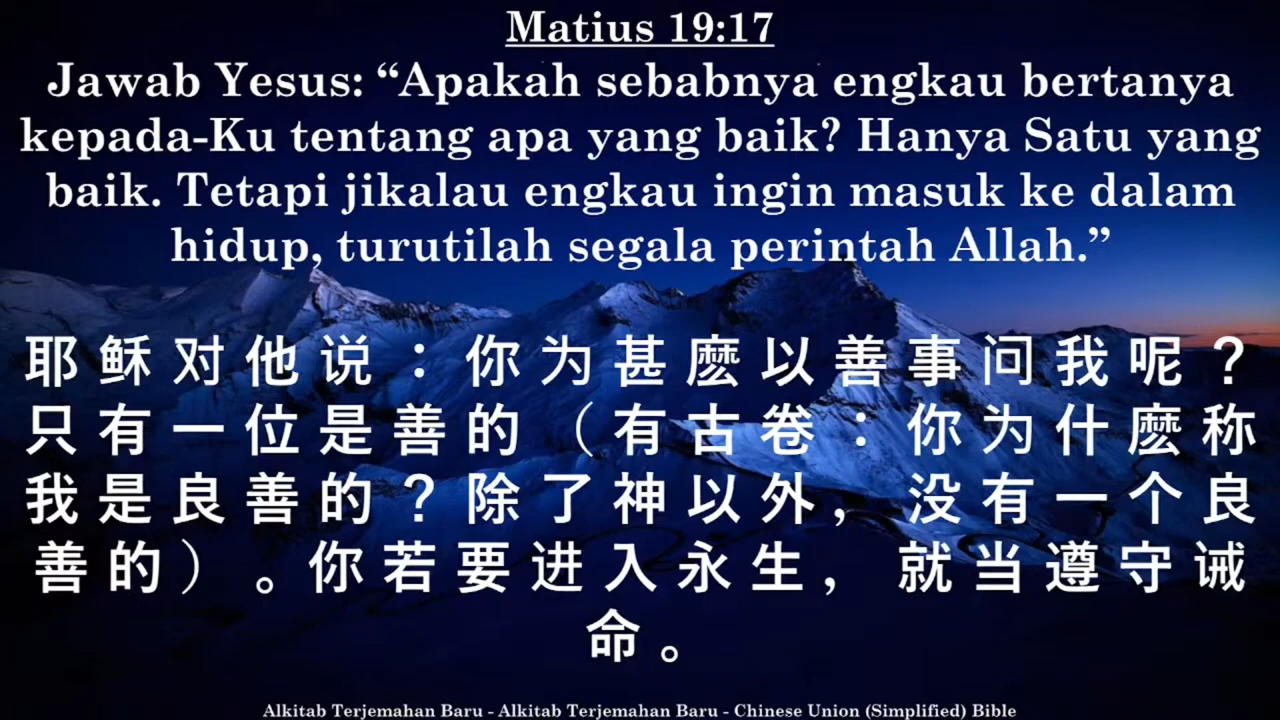 Matius 19:17
Jawab Yesus: “Apakah sebabnya engkau bertanya
kepada-Ku tentang apa yang baik? Hanya Satu yang
baik. Tetapi jikalau engkau ingin masuk ke dalam
hidup, turutilah segala perintah Allah.”
耶稣对他说：你为甚麽以善事问我呢？
只有一位是善的（有古卷：你为什麽称
我是良善的？除了神以外，没有一个良
善的）。你若要进入永生，就当遵守诫
命。
Alkitab Terjemahan Baru - Alkitab Terjemahan Baru - Chinese Union (Simplified) Bible